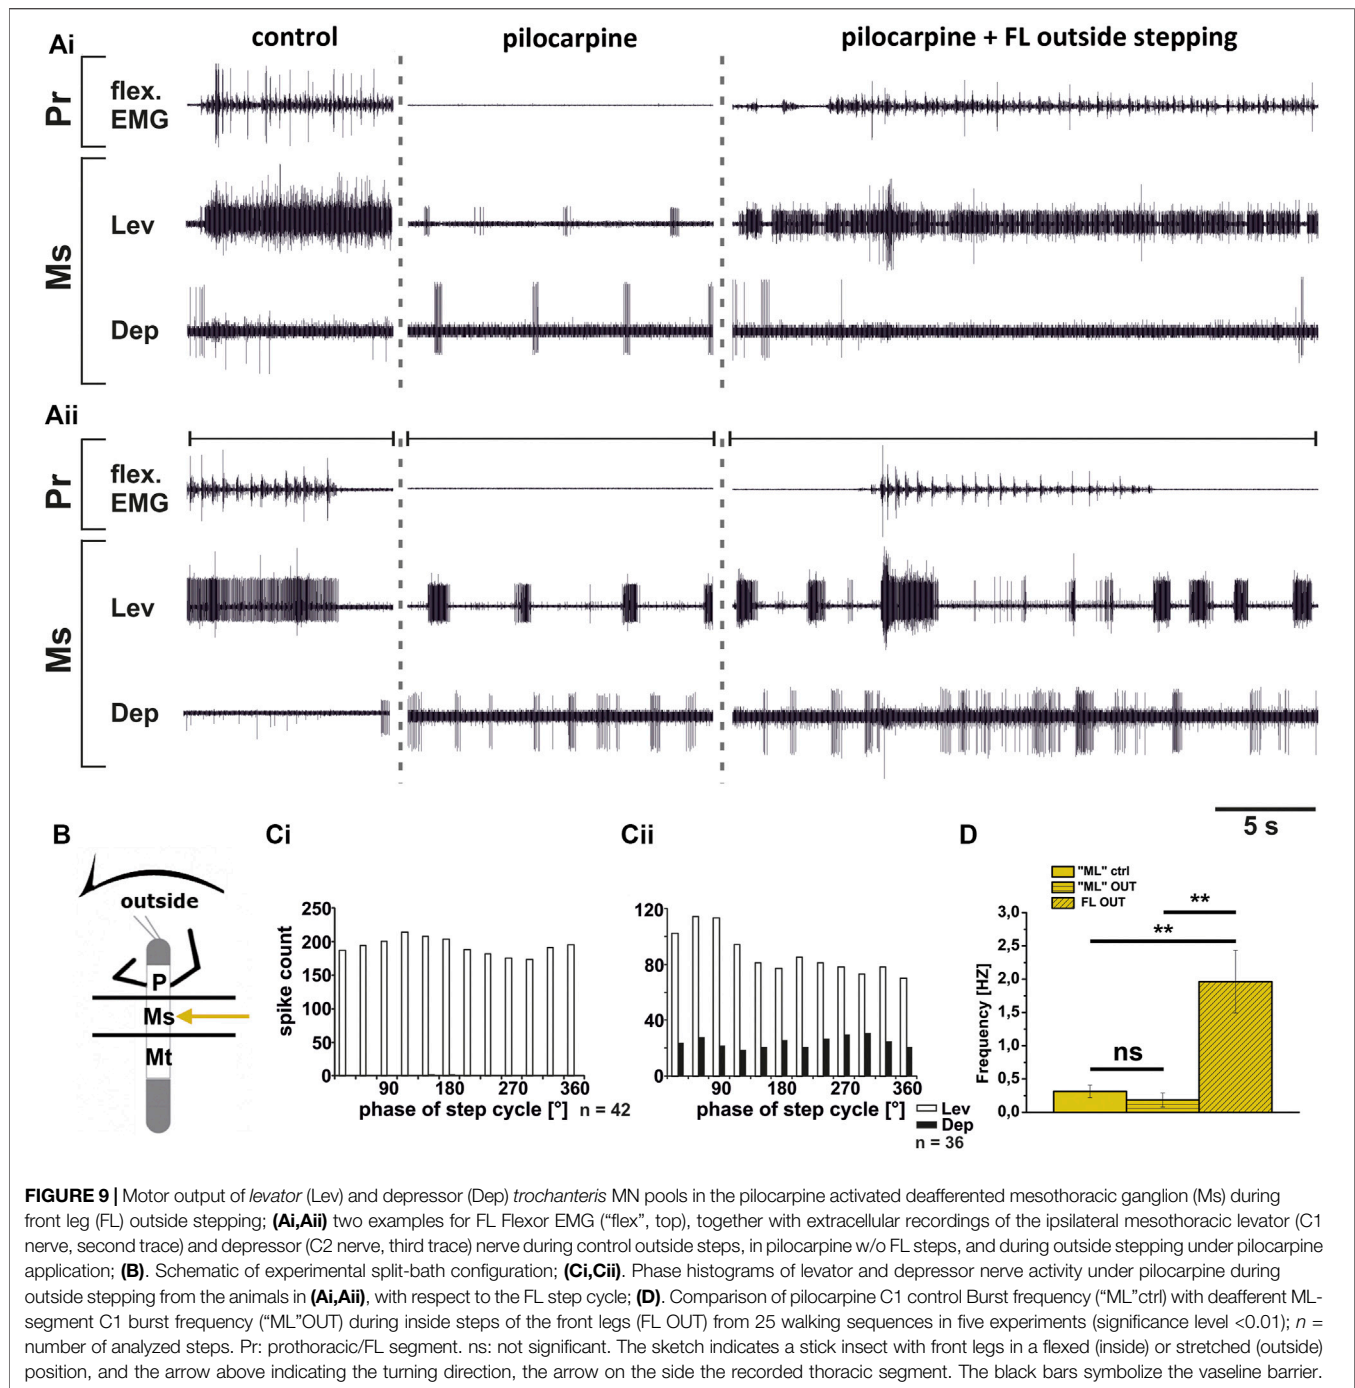 Ai
control
pilocarpine
pilocarpine + FL outside stepping
Pr
flex.
EMG
Ms
Lev
Dep
Aii
Pr
flex.
EMG
Ms
Lev
Dep
5 s
B
outside
P
Ms
Mt
Ci
spike count
250
200
150
100
50
0
90
180
270
360
phase of step cycle [°] n = 42
Cii
120
80
40
0
90
180
270
360
phase of step cycle [°]
Lev
Dep
n = 36
D
"ML" ctrl
"ML" OUT
FL OUT
Frequency [HZ]
3,0
2,5
2,0
1,5
1,0
0,5
0,0
**
**
ns
FIGURE 9 | Motor output of levator (Lev) and depressor (Dep) trochanteris MN pools in the pilocarpine activated deafferented mesothoracic ganglion (Ms) during
front leg (FL) outside stepping; (Ai,Aii) two examples for FL Flexor EMG (“flex”, top), together with extracellular recordings of the ipsilateral mesothoracic levator (C1
nerve, second trace) and depressor (C2 nerve, third trace) nerve during control outside steps, in pilocarpine w/o FL steps, and during outside stepping under pilocarpine
application; (B). Schematic of experimental split-bath configuration; (Ci,Cii). Phase histograms of levator and depressor nerve activity under pilocarpine during
outside stepping from the animals in (Ai,Aii), with respect to the FL step cycle; (D). Comparison of pilocarpine C1 control Burst frequency (“ML”ctrl) with deafferent ML-
segment C1 burst frequency (“ML”OUT) during inside steps of the front legs (FL OUT) from 25 walking sequences in five experiments (significance level <0.01); n =
number of analyzed steps. Pr: prothoracic/FL segment. ns: not significant. The sketch indicates a stick insect with front legs in a flexed (inside) or stretched (outside)
position, and the arrow above indicating the turning direction, the arrow on the side the recorded thoracic segment. The black bars symbolize the vaseline barrier.